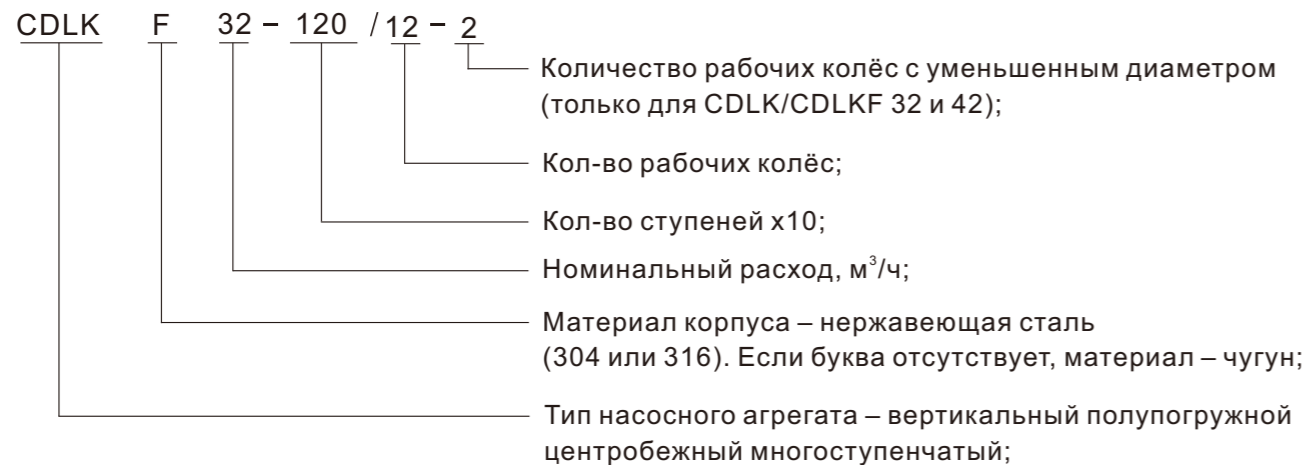 CDLK F 32 – 120 / 12 – 2
Количество рабочих колёс с уменьшенным диаметром
(только для CDLK/CDLKF 32 и 42);
Кол-во рабочих колёс;
Кол-во ступеней х10;
Номинальный расход, м³/ч;
Материал корпуса – нержавеющая сталь
(304 или 316). Если буква отсутствует, материал – чугун;
Тип насосного агрегата – вертикальный полупогружной
центробежный многоступенчатый;